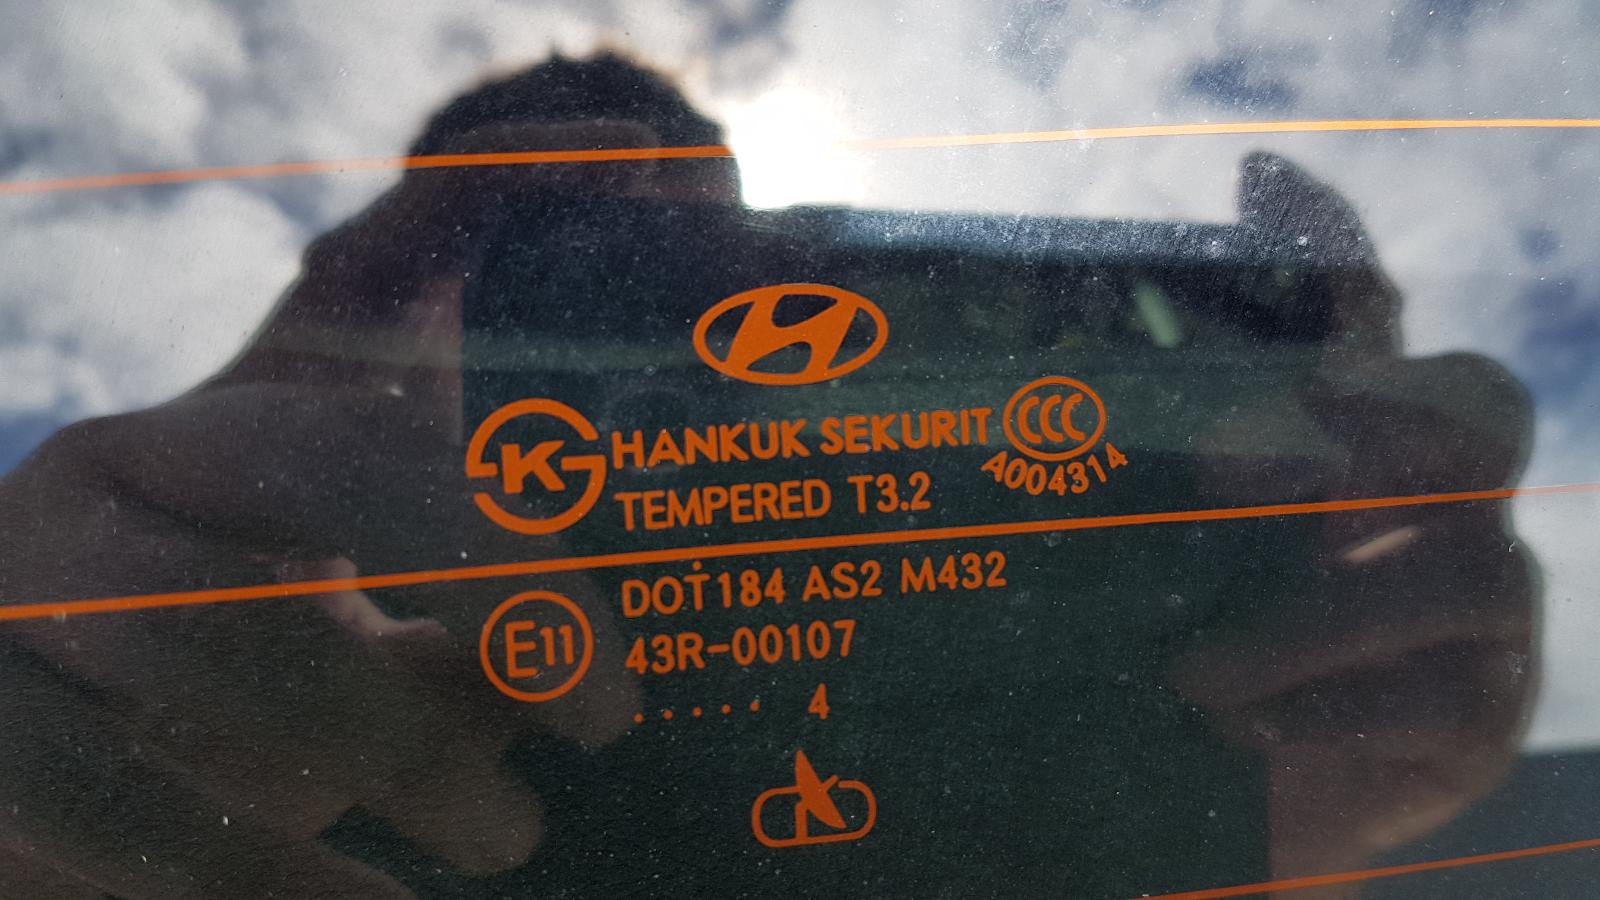 HANKUK SEKURIT CCC
A004314
TEMPERED T3.2
K
DOT184 AS2 M432
E11
43R-00107
..... 4